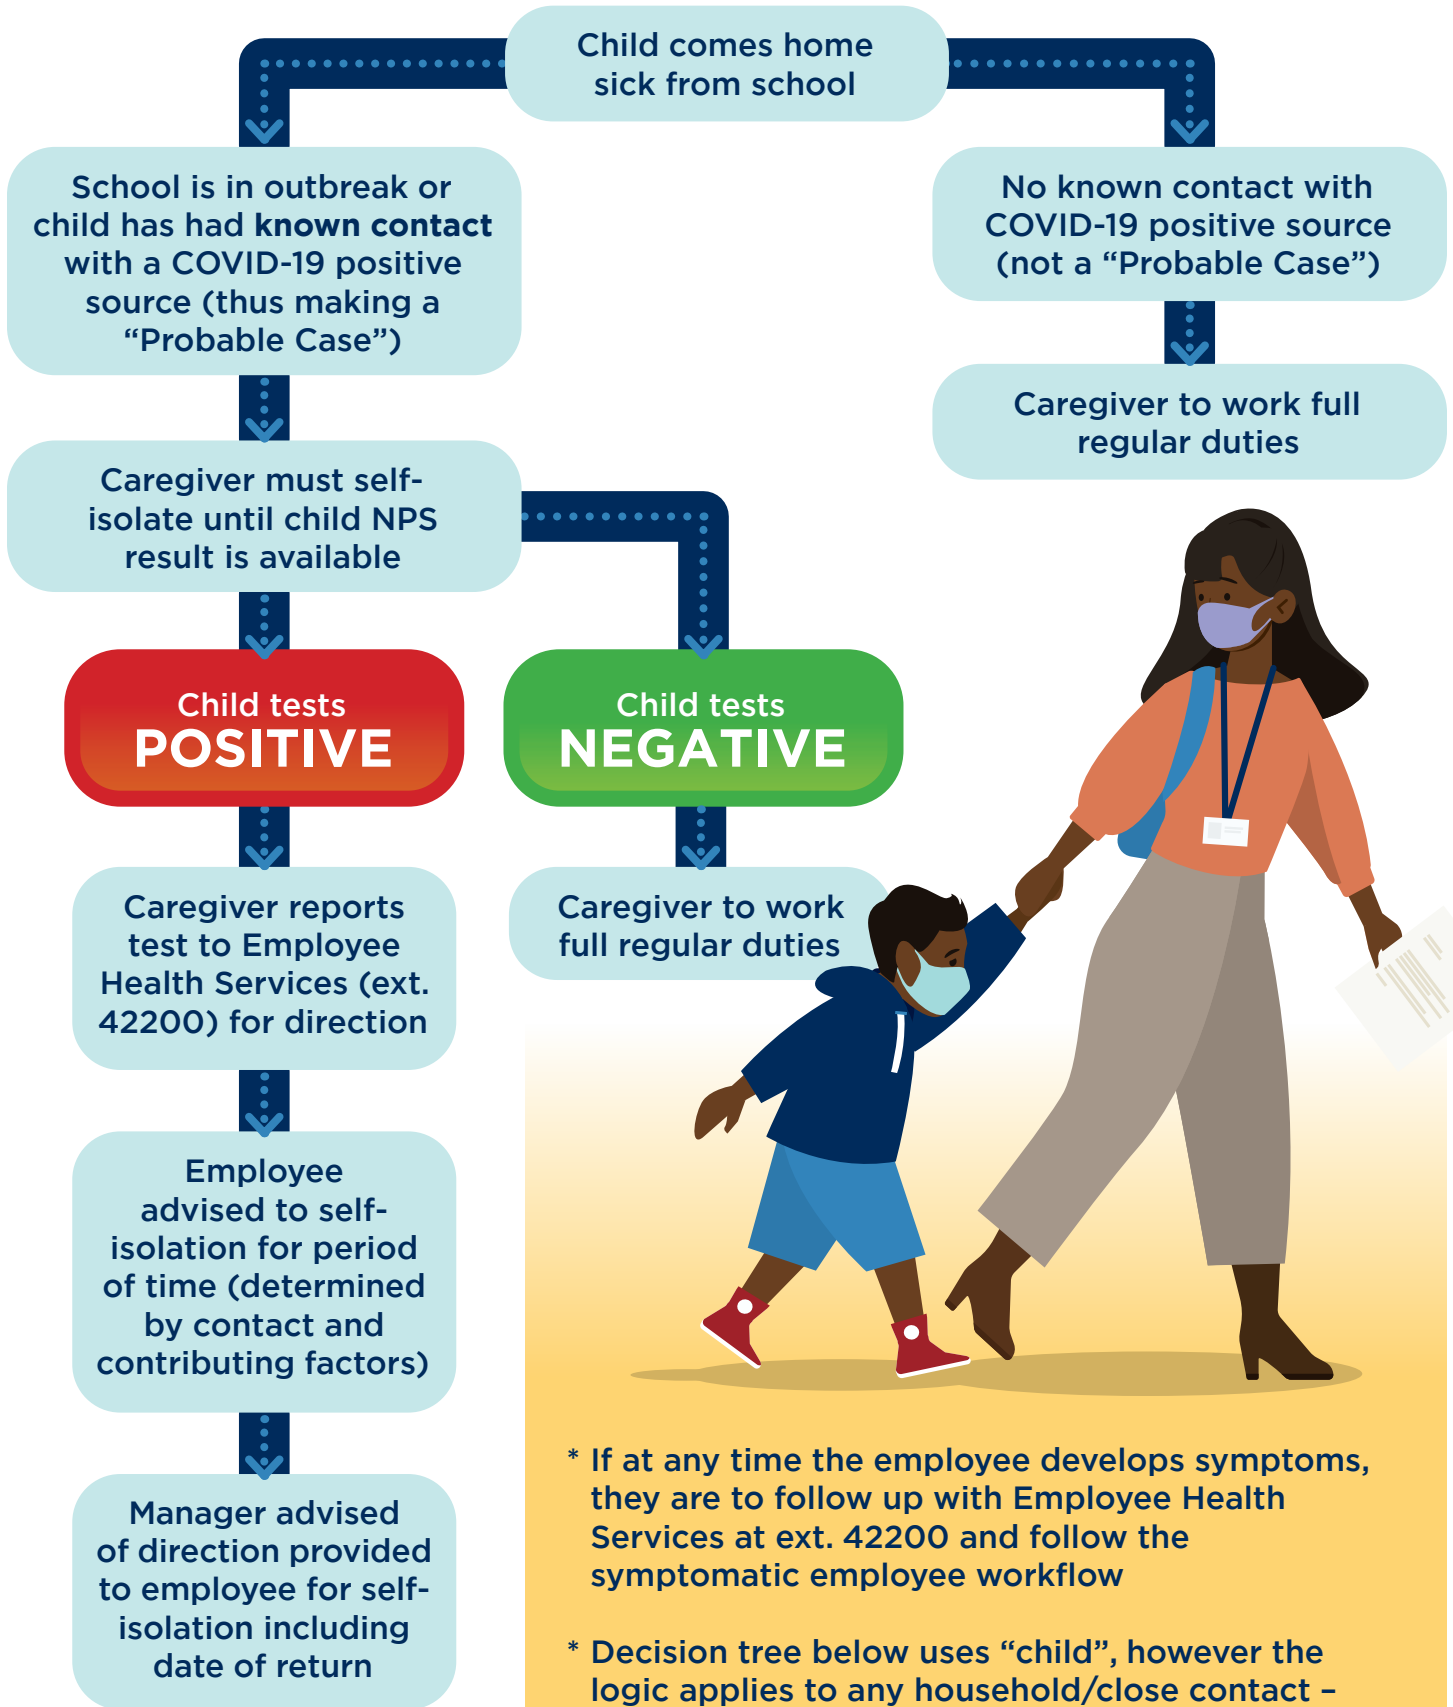 Child comes home
sick from school
School is in outbreak or
child has had known contact
with a COVID-19 positive
source (thus making a
“Probable Case”)
No known contact with
COVID-19 positive source
(not a “Probable Case”)
Caregiver to work full
regular duties
Caregiver must self-
isolate until child NPS
result is available
Child tests
POSITIVE
Child tests
NEGATIVE
Caregiver reports
test to Employee
Health Services (ext.
42200) for direction
Caregiver to work
full regular duties
Employee
advised to self-
isolation for period
of time (determined
by contact and
contributing factors)
Manager advised
of direction provided
to employee for self-
isolation including
date of return
* If at any time the employee develops symptoms,
they are to follow up with Employee Health
Services at ext. 42200 and follow the
symptomatic employee workflow
* Decision tree below uses “child”, however the
logic applies to any household/close contact –